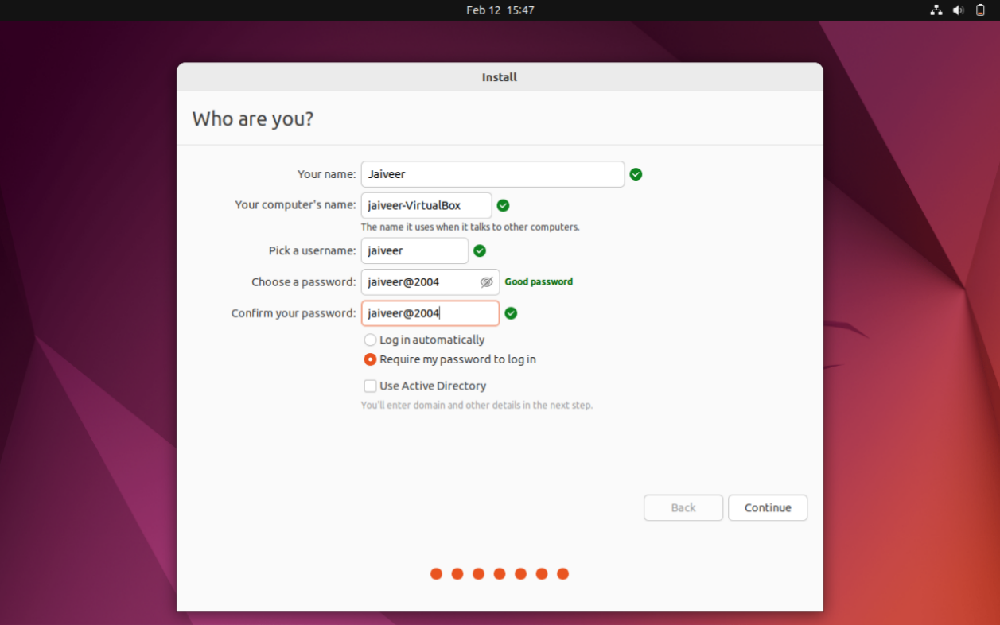 Feb 12 15:47
Install
Who are you?
Your name: Jaiveer
Your computer's name: jaiveer-VirtualBox
The name it uses when it talks to other computers.
Pick a username: jaiveer
Choose a password: jaiveer@2004 Good password
Confirm your password: jaiveer@2004
Log in automatically
Require my password to log in
Use Active Directory
You'll enter domain and other details in the next step.
Back Continue